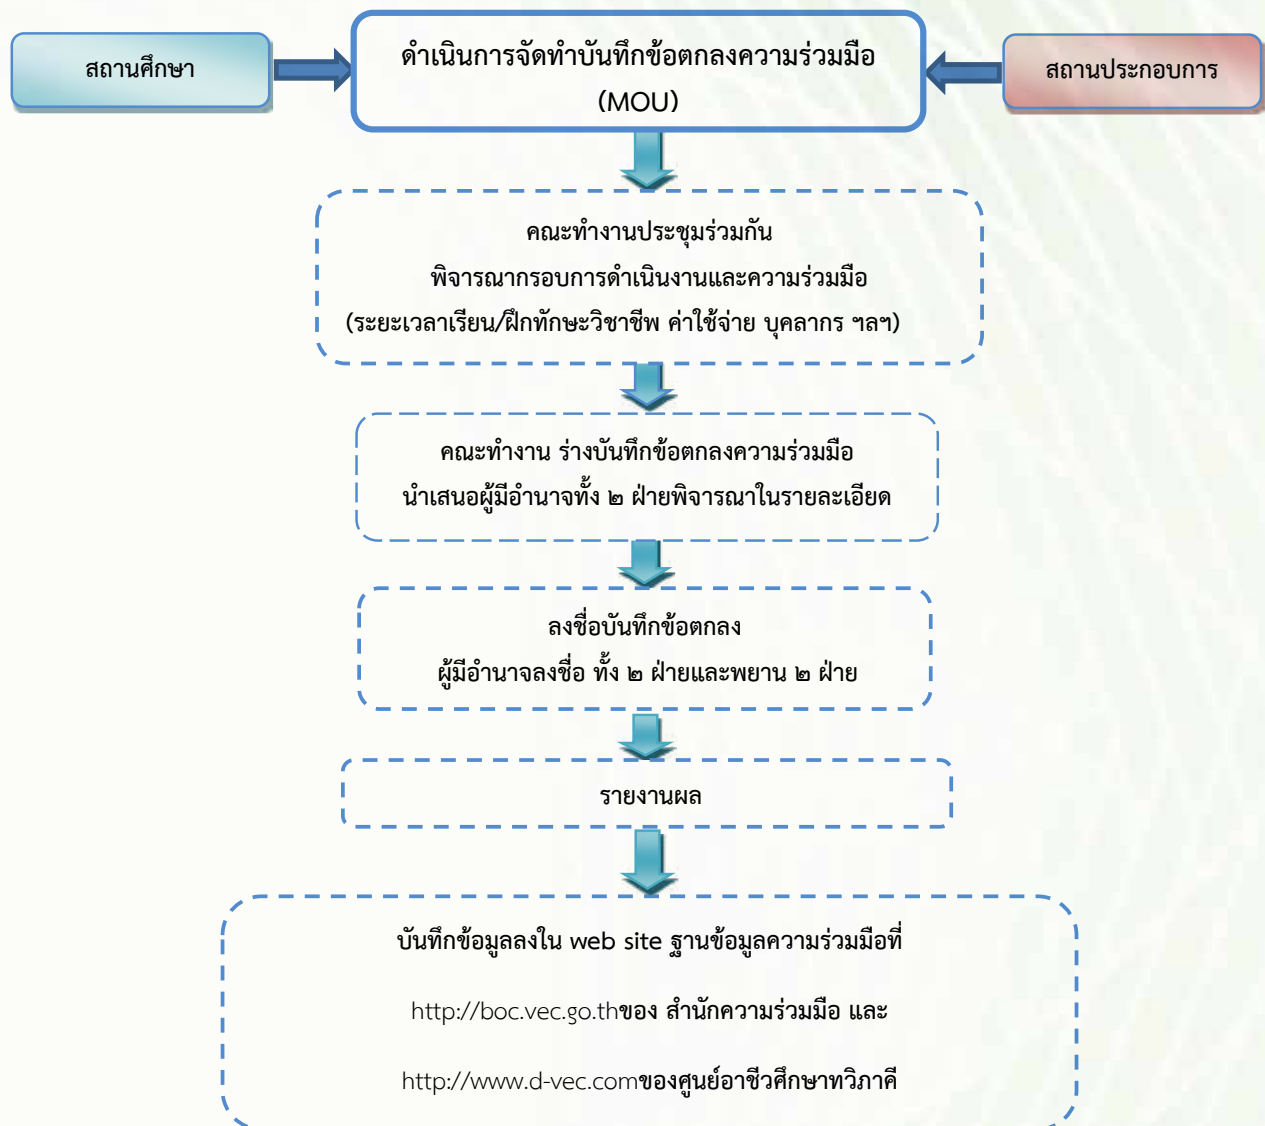 สถานศึกษา
ดำเนินการจัดทำบันทึกข้อตกลงความร่วมมือ
(MOU)
สถานประกอบการ
คณะทำงานประชุมร่วมกัน
พิจารณากรอบการดำเนินงานและความร่วมมือ
(ระยะเวลาเรียน/ฝึกทักษะวิชาชีพ ค่าใช้จ่าย บุคลากร ฯลฯ)
คณะทำงาน ร่างบันทึกข้อตกลงความร่วมมือ
นำเสนอผู้มีอำนาจทั้ง ๒ ฝ่ายพิจารณาในรายละเอียด
ลงชื่อบันทึกข้อตกลง
ผู้มีอำนาจลงชื่อ ทั้ง ๒ ฝ่ายและพยาน ๒ ฝ่าย
รายงานผล
บันทึกข้อมูลลงใน web site ฐานข้อมูลความร่วมมือที่
http://boc.vec.go.thของ สำนักความร่วมมือ และ
http://www.d-vec.comของศูนย์อาชีวศึกษาทวิภาคี